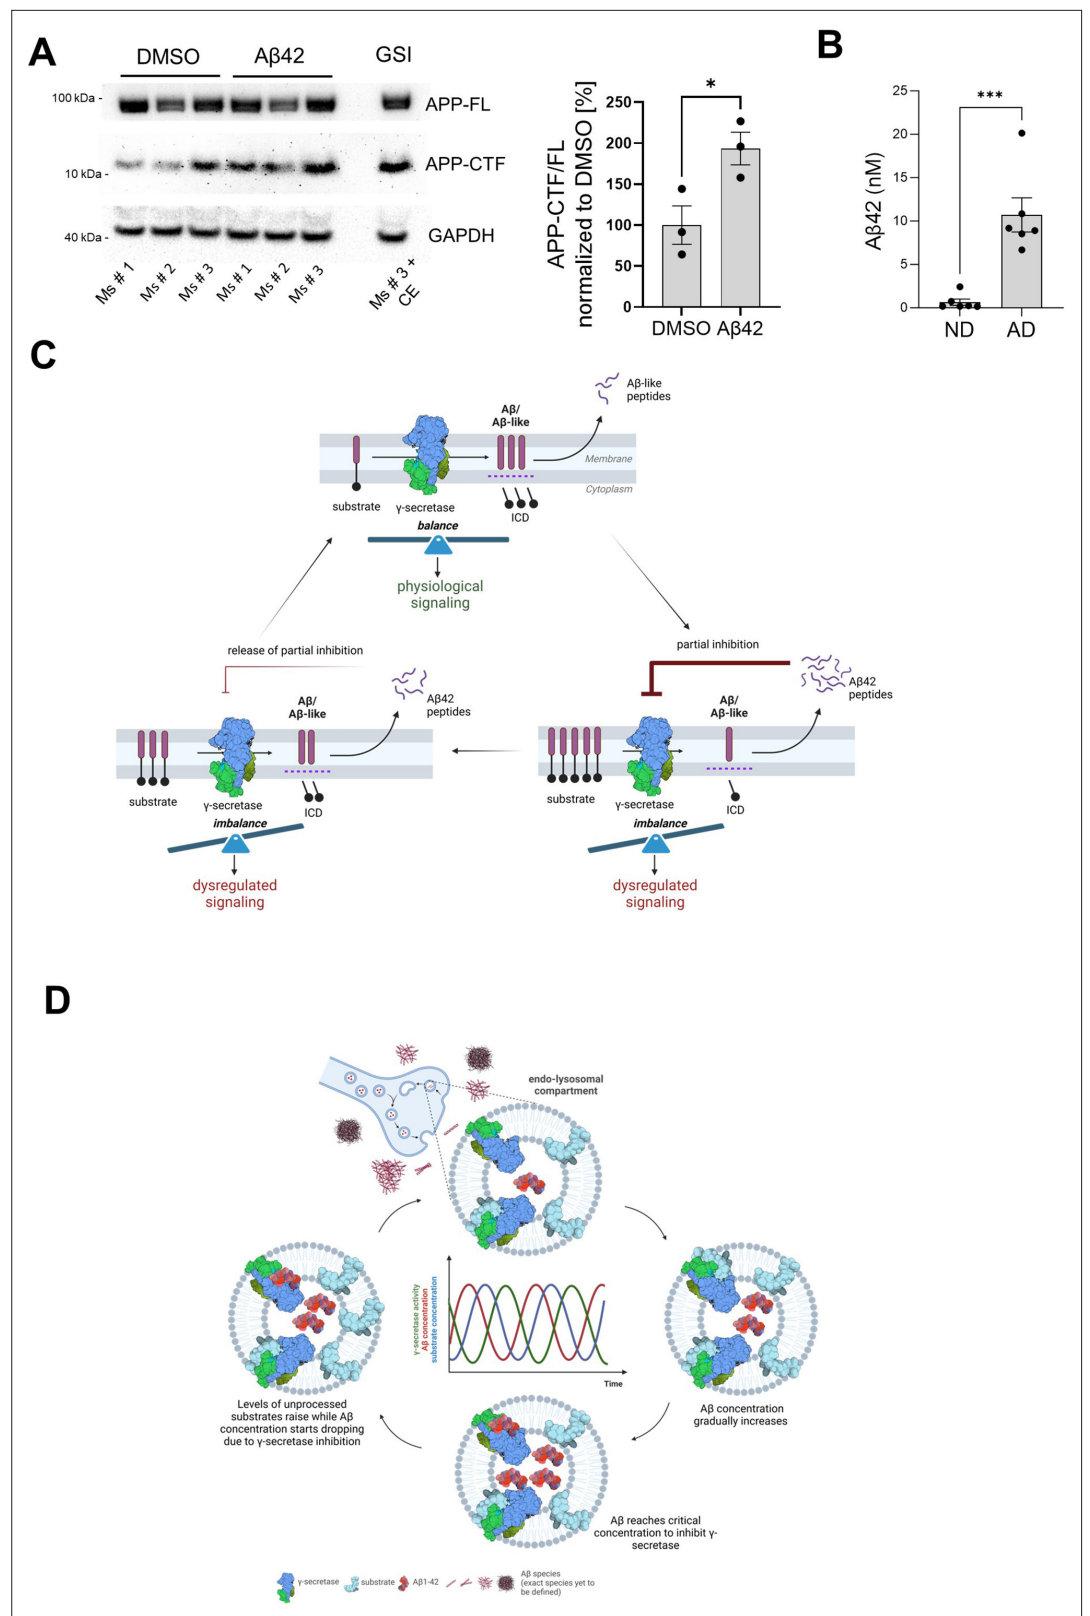 A
DMSO
Aβ42
GSI
100 kDa -
APP-FL
10 kDa -
APP-CTF
40 kDa -
GAPDH
Ms # 1
Ms # 2
Ms # 3
Ms # 1
Ms # 2
Ms # 3
Ms # 3 +
CE
APP-CTF/FL
normalized to DMSO [%]
250
200
150
100
50
0
*
DMSO
Aβ42
B
Aβ42 (nM)
25
20
15
10
5
0
***
ND
AD
C
Aβ-like
peptides
Aβ/
Aβ-like
Membrane
Cytoplasm
substrate
γ-secretase
ICD
balance
physiological
signaling
release of partial inhibition
partial inhibition
Aβ/
Aβ-like
Aβ42
peptides
substrate
γ-secretase
ICD
imbalance
dysregulated
signaling
Aβ/
Aβ-like
Aβ42
peptides
substrate
γ-secretase
ICD
imbalance
dysregulated
signaling
D
endo-lysosomal
compartment
γ-secretase activity
Aβ concentration
substrate concentration
Time
Levels of unprocessed
substrates raise while Aβ
concentration starts dropping
due to γ-secretase inhibition
Aβ concentration
gradually increases
Aβ reaches critical
concentration to inhibit γ-
secretase
γ-secretase
substrate
Aβ1-42
Aβ species
(exact species yet to
be defined)